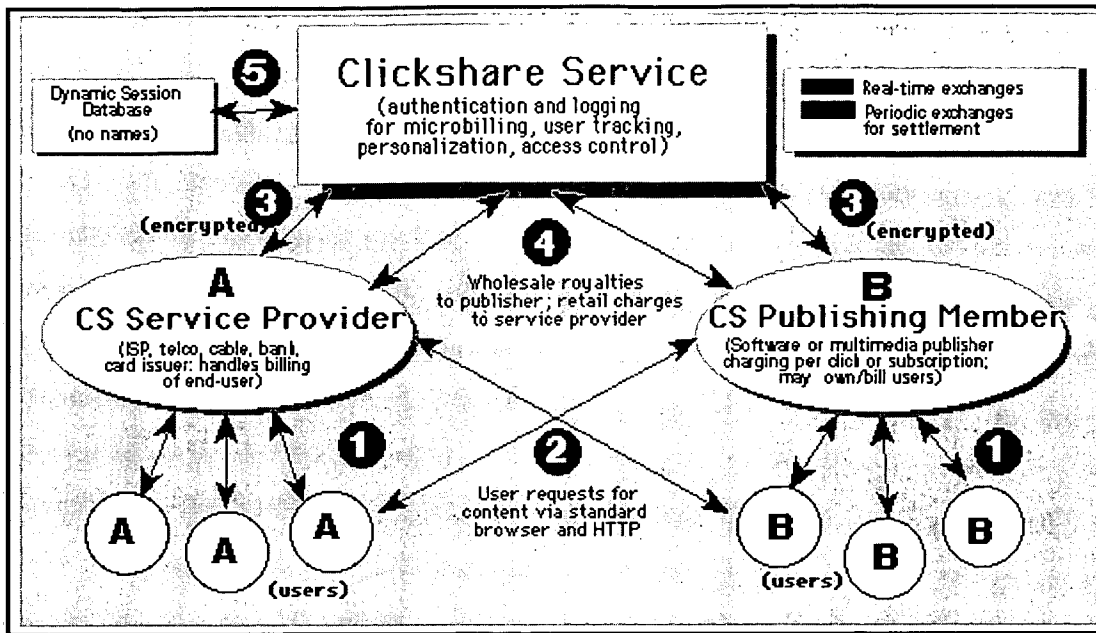 5
Dynamic Session
Database
(no names)
Clickshare Service
(authentication and logging
for microbilling, user tracking,
personalization, access control)
Real-time exchanges
Periodic exchanges
for settlement
3
(encrypted)
4
Wholesale royalties
to publisher; retail charges
to service provider
3
(encrypted)
A
CS Service Provider
(ISP, telco, cable, bank,
card issuer: handles billing
of end-user)
B
CS Publishing Member
(Software or multimedia publisher
charging per click or subscription;
may own/bill users)
1
2
1
User requests for
content via standard
browser and HTTP
A
A
A
(users)
B
B
B
(users)